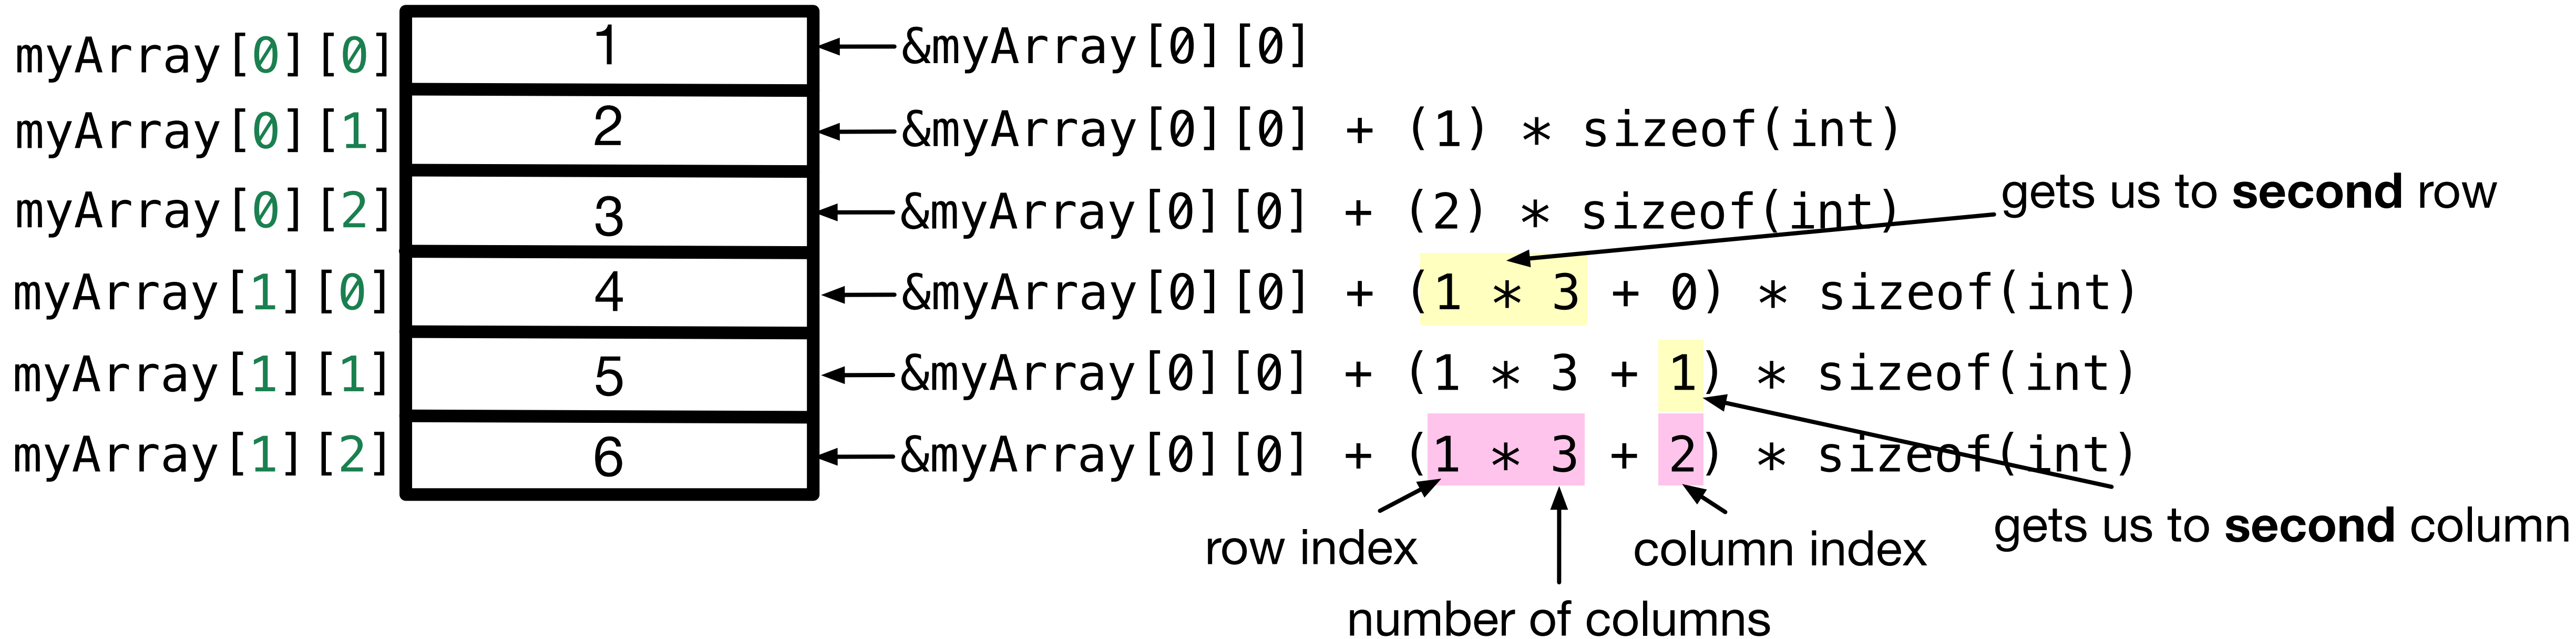 myArray[0][0] 1 &myArray[0][0]
myArray[0][1] 2 &myArray[0][0] + (1) * sizeof(int)
myArray[0][2] 3 &myArray[0][0] + (2) * sizeof(int)
gets us to second row
myArray[1][0] 4 &myArray[0][0] + (1 * 3 + 0) * sizeof(int)
myArray[1][1] 5 &myArray[0][0] + (1 * 3 + 1) * sizeof(int)
myArray[1][2] 6 &myArray[0][0] + (1 * 3 + 2) * sizeof(int)
gets us to second column
row index
column index
number of columns